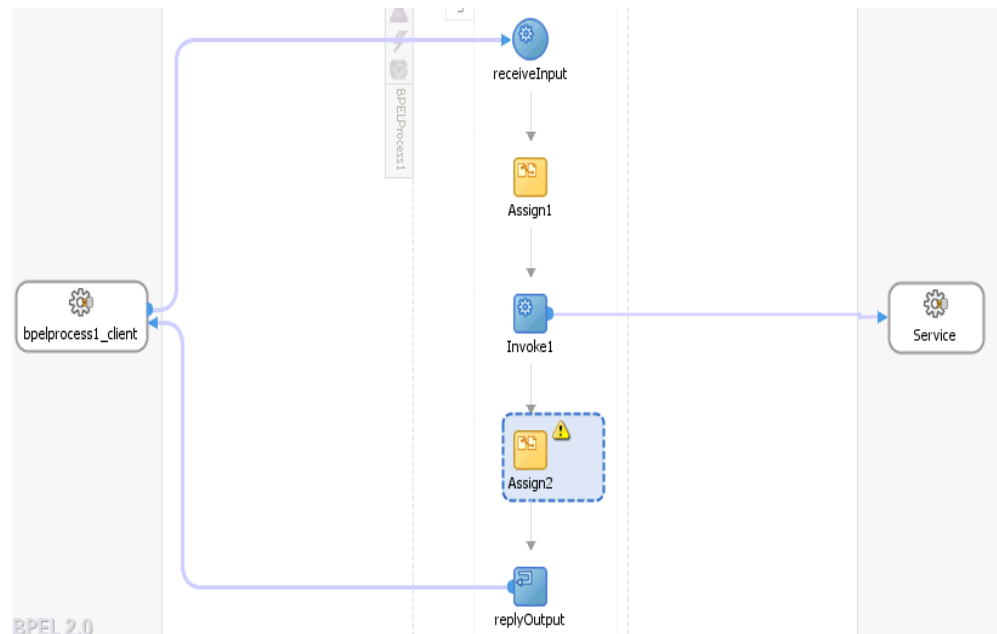 receiveInput
BPELProcess1
Assign1
bpelprocess1_client
Invoke1
Service
Assign2
replyOutput
BPEL 2.0